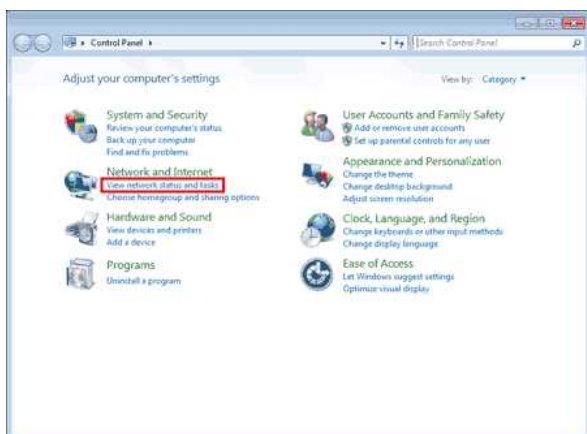 Control Panel
Search Control Panel
Adjust your computer's settings
View by: Category
System and Security
Review your computer's status
Back up your computer
Find and fix problems
Network and Internet
View network status and tasks
Choose homegroup and sharing options
Hardware and Sound
View devices and printers
Add a device
Programs
Uninstall a program
User Accounts and Family Safety
Add or remove user accounts
Set up parental controls for any user
Appearance and Personalization
Change the theme
Change desktop background
Adjust screen resolution
Clock, Language, and Region
Change keyboards or other input methods
Change display language
Ease of Access
Let Windows suggest settings
Optimize visual display